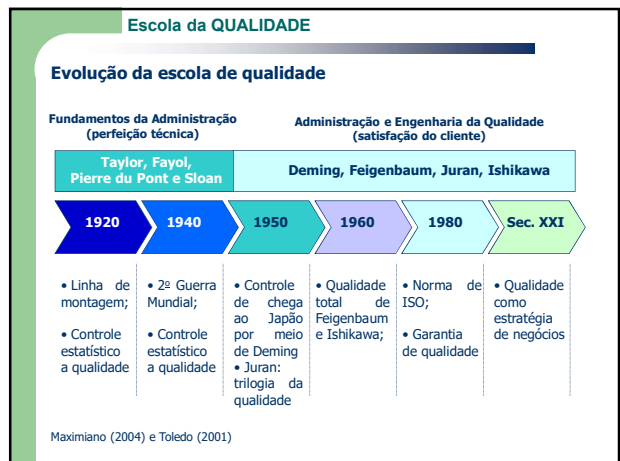 Escola da QUALIDADE
Evolução da escola de qualidade
Fundamentos da Administração
(perfeição técnica)
Administração e Engenharia da Qualidade
(satisfação do cliente)
Taylor, Fayol,
Pierre du Pont e Sloan
Deming, Feigenbaum, Juran, Ishikawa
1920
1940
1950
1960
1980
Sec. XXI
• Linha de
montagem;
• Controle
estatístico
a qualidade
• 2º Guerra
Mundial;
• Controle
estatístico
a qualidade
• Controle
de chega
ao Japão
por meio
de Deming
• Juran:
trilogia da
qualidade
• Qualidade
total de
Feigenbaum
e Ishikawa;
• Norma de
ISO;
• Garantia
de qualidade
• Qualidade
como
estratégia
de negócios
Maximiano (2004) e Toledo (2001)